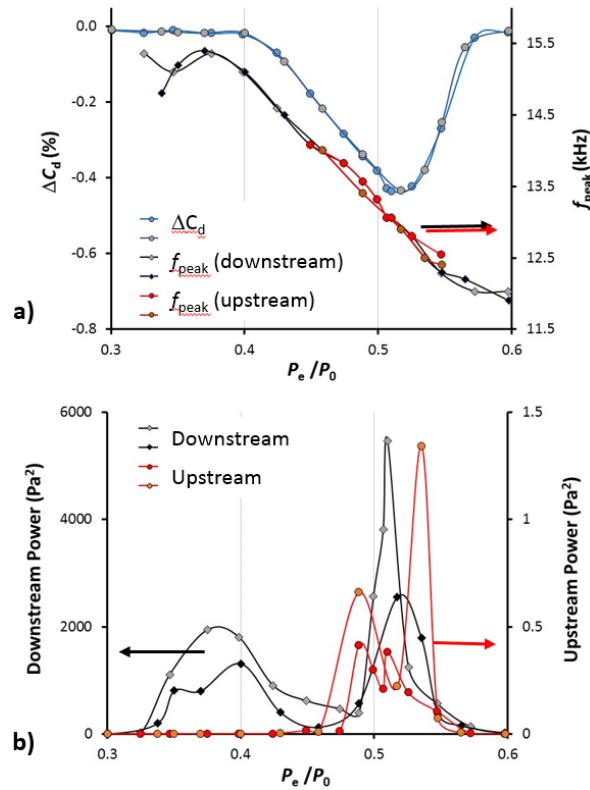 0.0
-0.2
-0.4
-0.6
-0.8
ΔCd (%)
15.5
14.5
13.5
12.5
11.5
fpeak (kHz)
ΔCd
fpeak (downstream)
fpeak (upstream)
a)
0.3 0.4 0.5 0.6
Pe /P0
6000
4000
2000
0
Downstream Power (Pa²)
1.5
1
0.5
0
Upstream Power (Pa²)
Downstream
Upstream
b)
0.3 0.4 0.5 0.6
Pe /P0